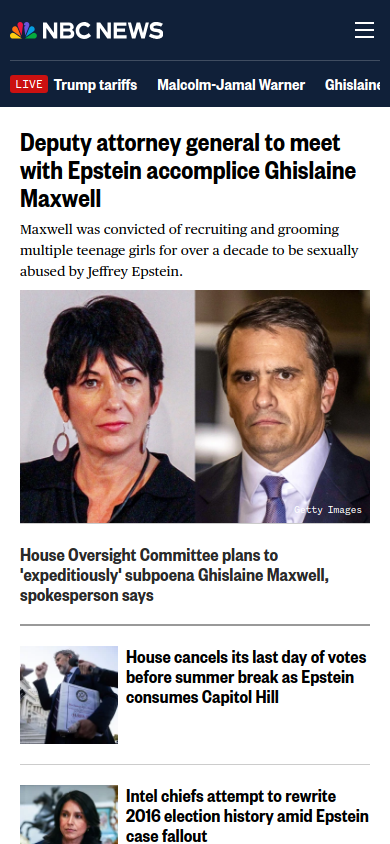 NBC NEWS
LIVE Trump tariffs Malcolm-Jamal Warner Ghislaine
Deputy attorney general to meet
with Epstein accomplice Ghislaine
Maxwell
Maxwell was convicted of recruiting and grooming
multiple teenage girls for over a decade to be sexually
abused by Jeffrey Epstein.
Getty Images
House Oversight Committee plans to
'expeditiously' subpoena Ghislaine Maxwell,
spokesperson says
House cancels its last day of votes
before summer break as Epstein
consumes Capitol Hill
Intel chiefs attempt to rewrite
2016 election history amid Epstein
case fallout